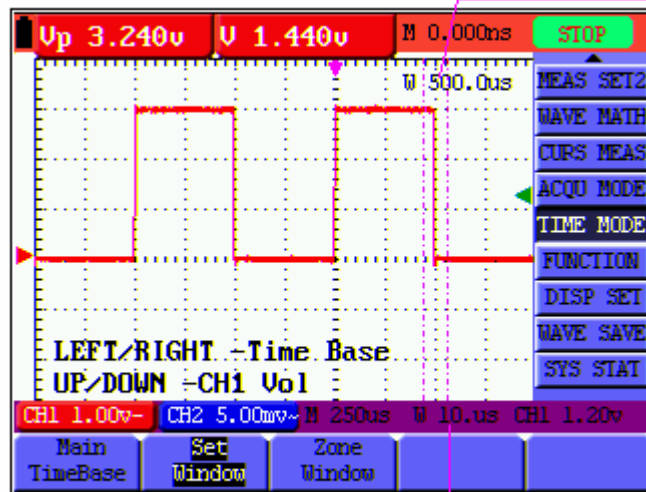 Vp 3.240v V 1.440v M 0.000ns STOP
W 500.0us
MEAS SET2
WAVE MATH
CURS MEAS
ACQU MODE
TIME MODE
FUNCTION
DISP SET
WAVE SAVE
SYS STAT
LEFT/RIGHT -Time Base
UP/DOWN -CH1 Vol
CH1 1.00v- CH2 5.00mv~ M 250us W 10.us CH1 1.20v
Main TimeBase
Set Window
Zone Window